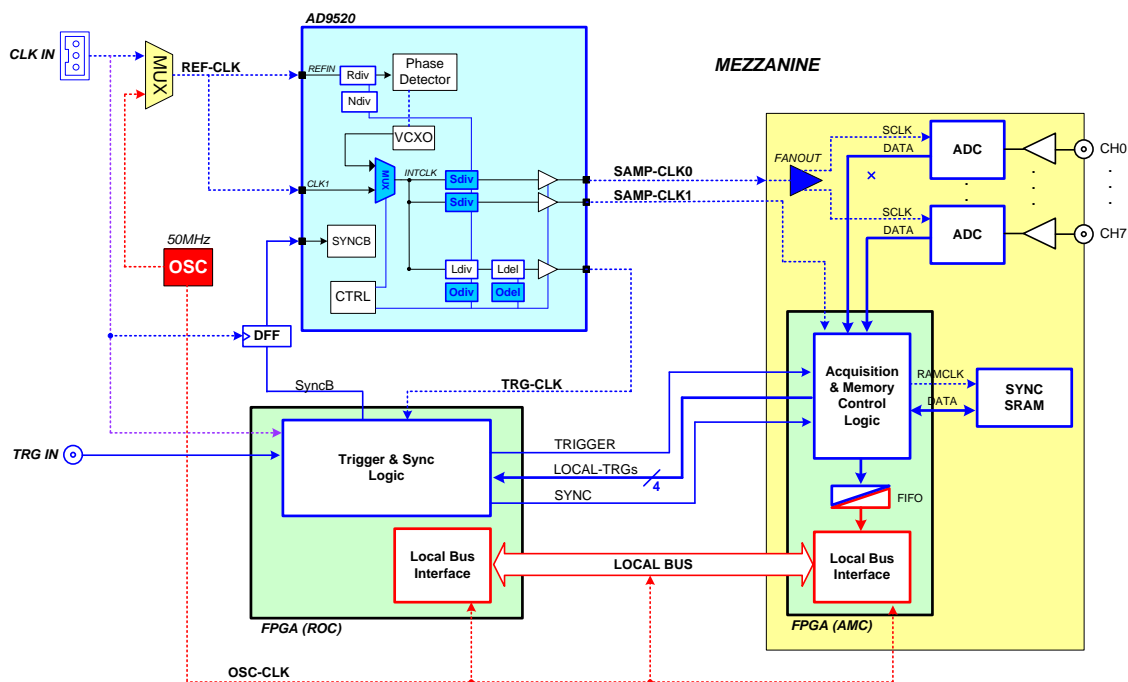 AD9520
CLK IN
MUX
REF-CLK
REFIN
Rdiv
Phase
Detector
Ndiv
VCXO
MUX
INTCLK
CLK1
Sdiv
Sdiv
SYNCB
Ldiv
Ldel
Odiv
Odel
CTRL
50MHz
OSC
DFF
SyncB
TRG-CLK
SAMP-CLK0
SAMP-CLK1
MEZZANINE
FANOUT
SCLK
DATA
ADC
CH0
SCLK
DATA
ADC
CH7
Acquisition
& Memory
Control
Logic
RAMCLK
DATA
SYNC
SRAM
FIFO
Local Bus
Interface
FPGA (AMC)
TRG IN
Trigger & Sync
Logic
TRIGGER
LOCAL-TRGs
4
SYNC
Local Bus
Interface
LOCAL BUS
FPGA (ROC)
OSC-CLK